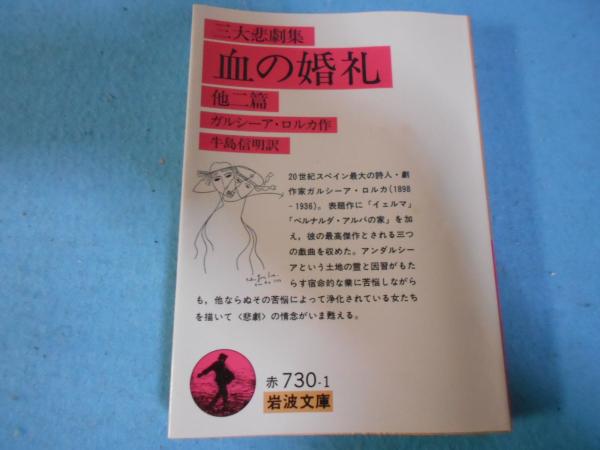 三大悲劇集
血の婚礼
他二篇
ガルシーア・ロルカ作
牛島信明訳
20世紀スペイン最大の詩人・劇
作家ガルシーア・ロルカ(1898
-1936)。表題作に「イェルマ」
「ベルナルダ・アルバの家」を加
え，彼の最高傑作とされる三つ
の戯曲を収めた。アンダルシー
アという土地の霊と因習がもた
らす宿命的な業に苦悩しながら
も，他ならぬその苦悩によって浄化されている女たち
を描いて〈悲劇〉の情念がいま甦える。
赤730-1
岩波文庫